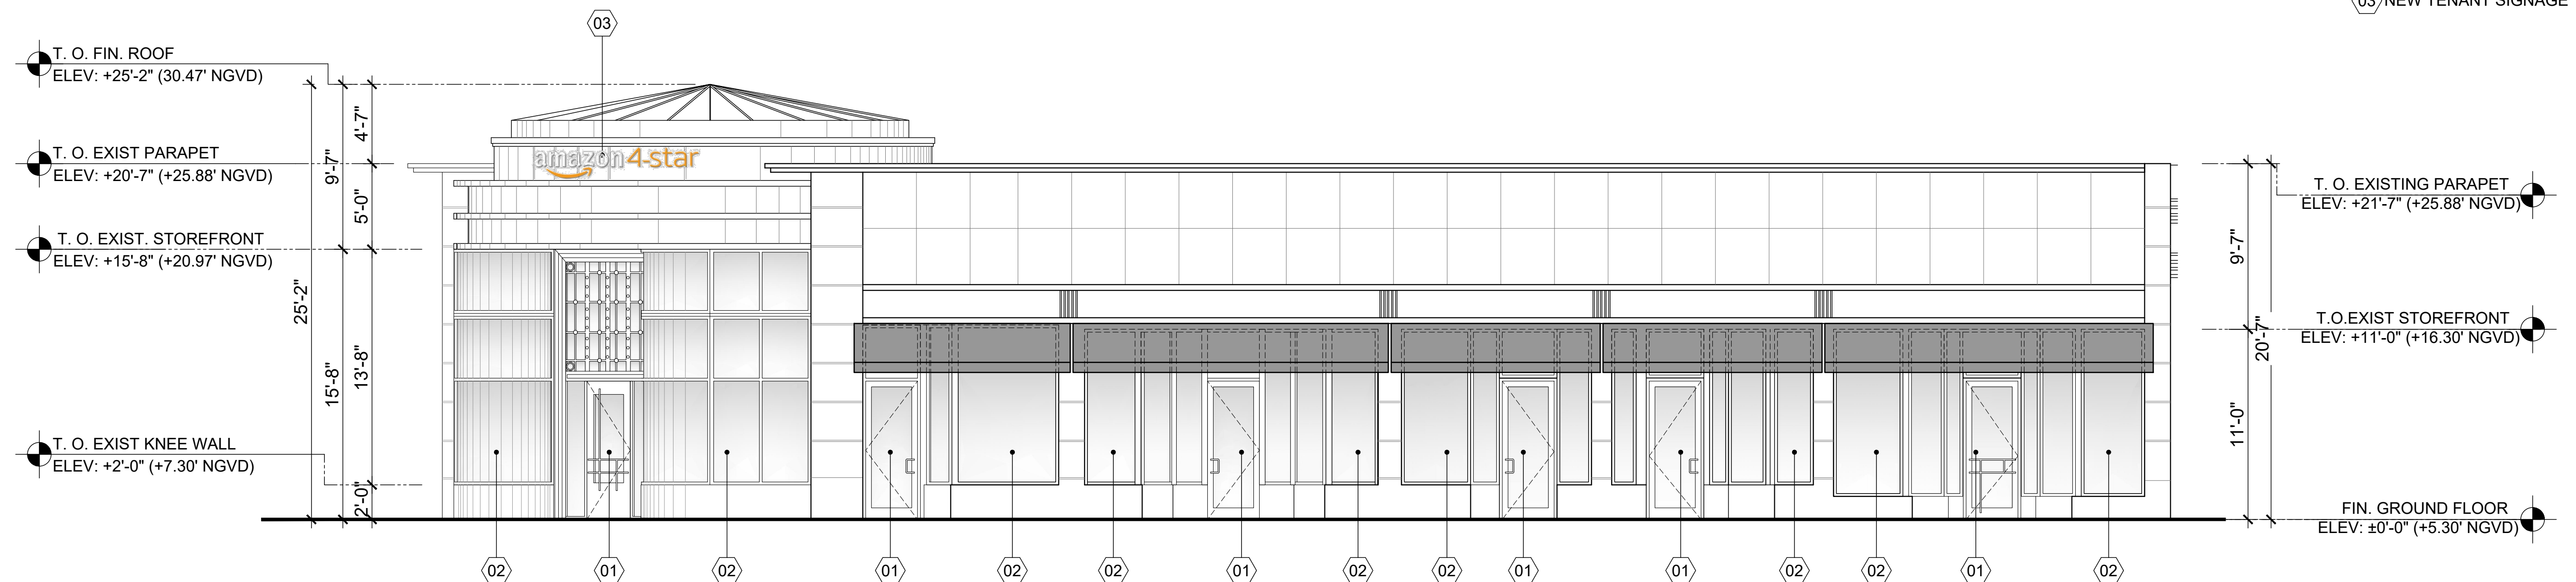 03 NEW TENANT SIGNAGE
03
T. O. FIN. ROOF
ELEV: +25'-2" (30.47' NGVD)
T. O. EXIST PARAPET
ELEV: +20'-7" (+25.88' NGVD)
T. O. EXIST. STOREFRONT
ELEV: +15'-8" (+20.97' NGVD)
T. O. EXIST KNEE WALL
ELEV: +2'-0" (+7.30' NGVD)
25'-2"
9'-7"
15'-8"
4'-7"
5'-0"
13'-8"
2'-0"
amazon 4-star
T. O. EXISTING PARAPET
ELEV: +21'-7" (+25.88' NGVD)
T.O.EXIST STOREFRONT
ELEV: +11'-0" (+16.30' NGVD)
FIN. GROUND FLOOR
ELEV: ±0'-0" (+5.30' NGVD)
9'-7"
11'-0"
20'-7"
02 01 02 01 02 02 01 02 02 01 01 02 02 01 02